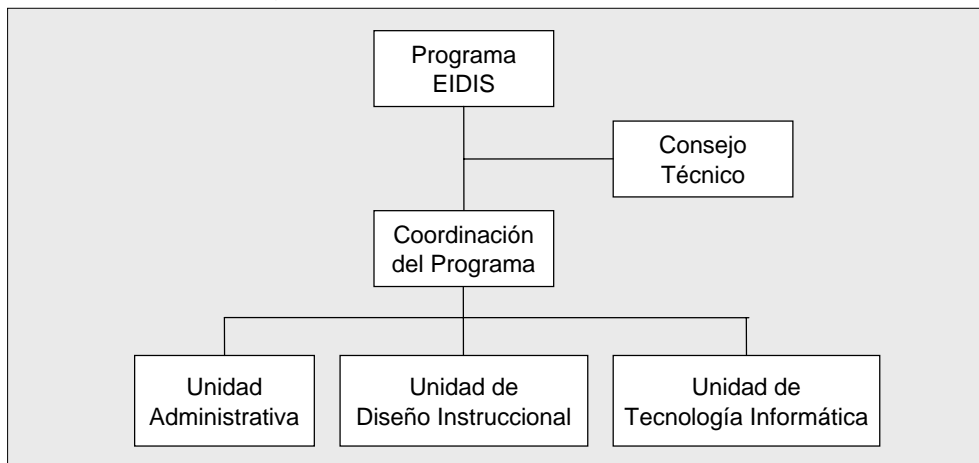 Programa
EIDIS
Consejo
Técnico
Coordinación
del Programa
Unidad
Administrativa
Unidad de
Diseño Instruccional
Unidad de
Tecnología Informática